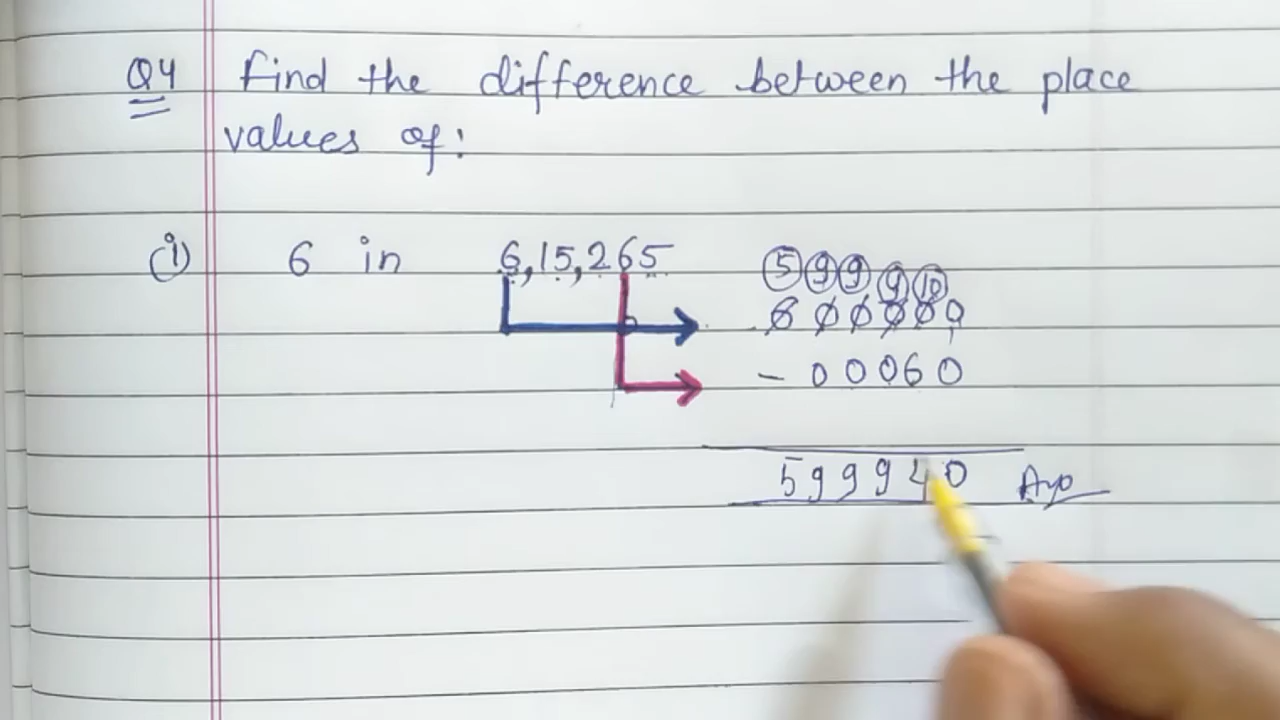 Q4 Find the difference between the place
values of:
(i) 6 in 6,15,265
5 9 9 9 10
6 0 0 0 0 0
- 0 0 0 6 0
5 9 9 9 4 0